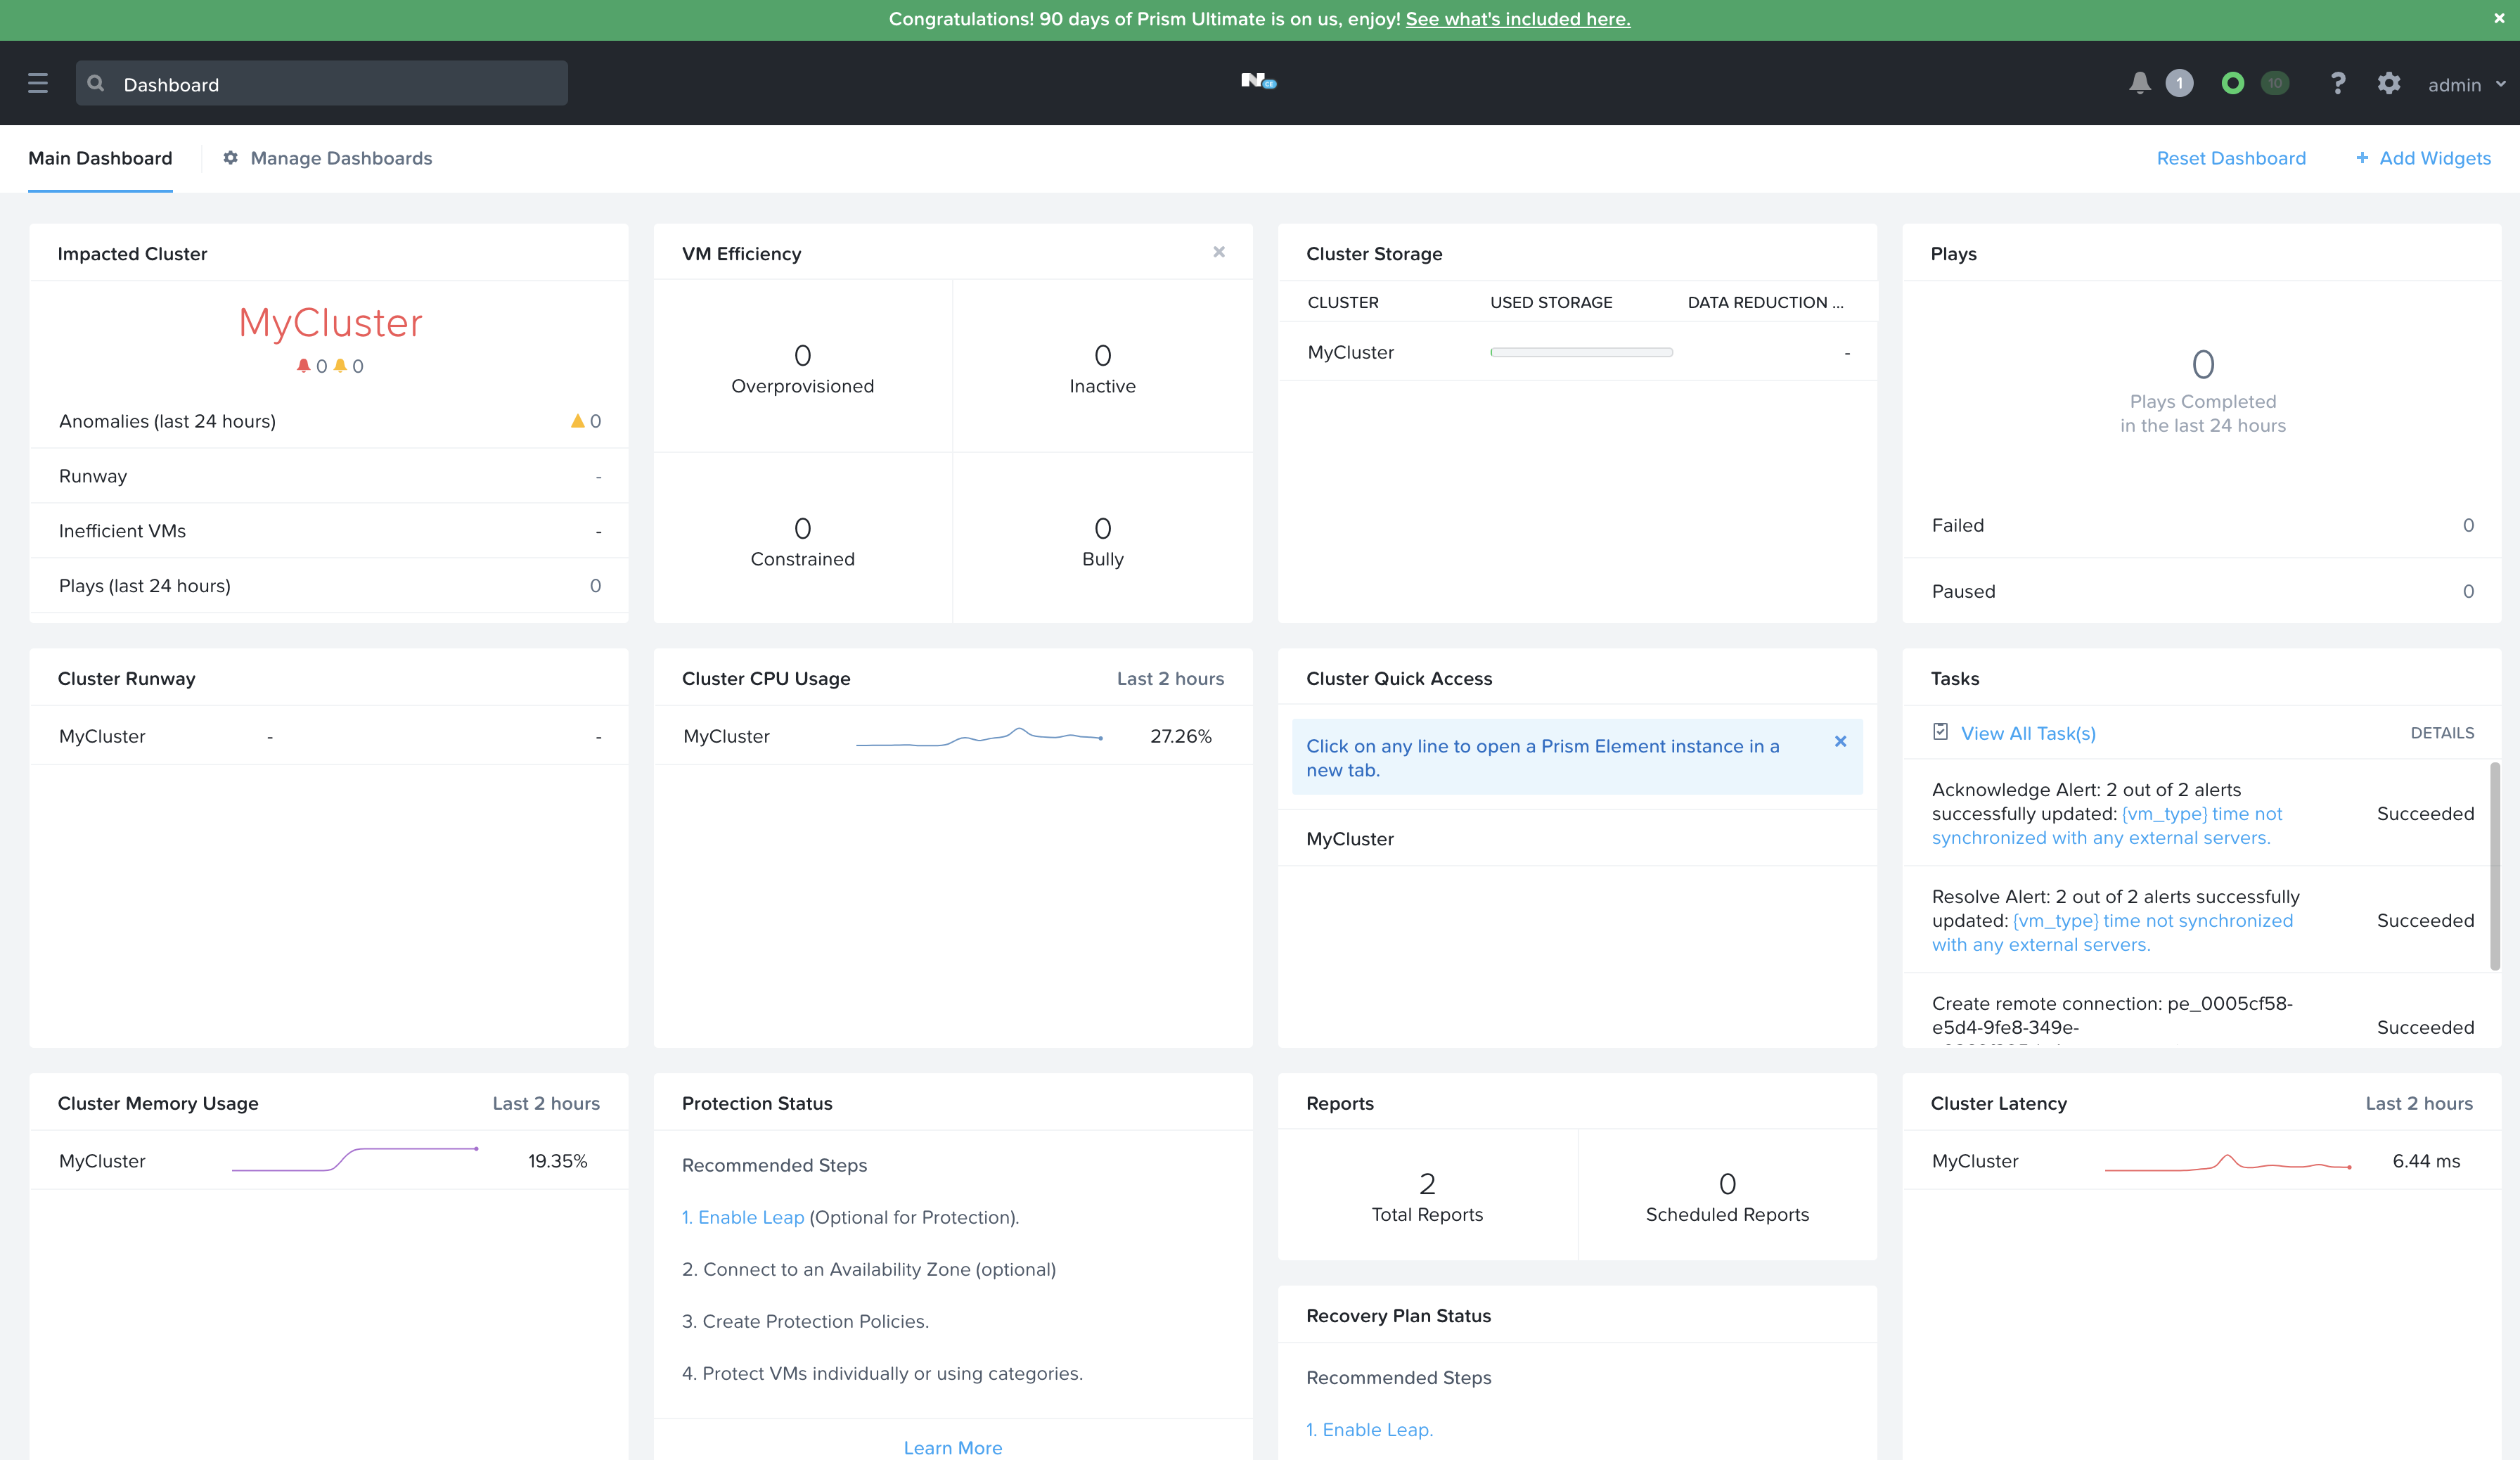 Congratulations! 90 days of Prism Ultimate is on us, enjoy! See what's included here.
Dashboard
N CE
1
10
admin
Main Dashboard
Manage Dashboards
Reset Dashboard
+ Add Widgets
Impacted Cluster
MyCluster
0 0
Anomalies (last 24 hours) 0
Runway -
Inefficient VMs -
Plays (last 24 hours) 0
VM Efficiency
0
Overprovisioned
0
Inactive
0
Constrained
0
Bully
Cluster Storage
CLUSTER USED STORAGE DATA REDUCTION ...
MyCluster -
Plays
0
Plays Completed
in the last 24 hours
Failed 0
Paused 0
Cluster Runway
MyCluster - -
Cluster CPU Usage Last 2 hours
MyCluster 27.26%
Cluster Quick Access
Click on any line to open a Prism Element instance in a
new tab.
MyCluster
Tasks
View All Task(s) DETAILS
Acknowledge Alert: 2 out of 2 alerts
successfully updated: {vm_type} time not
synchronized with any external servers.
Succeeded
Resolve Alert: 2 out of 2 alerts successfully
updated: {vm_type} time not synchronized
with any external servers.
Succeeded
Create remote connection: pe_0005cf58-
e5d4-9fe8-349e-
Succeeded
Cluster Memory Usage Last 2 hours
MyCluster 19.35%
Protection Status
Recommended Steps
1. Enable Leap (Optional for Protection).
2. Connect to an Availability Zone (optional)
3. Create Protection Policies.
4. Protect VMs individually or using categories.
Learn More
Reports
2
Total Reports
0
Scheduled Reports
Recovery Plan Status
Recommended Steps
1. Enable Leap.
Cluster Latency Last 2 hours
MyCluster 6.44 ms